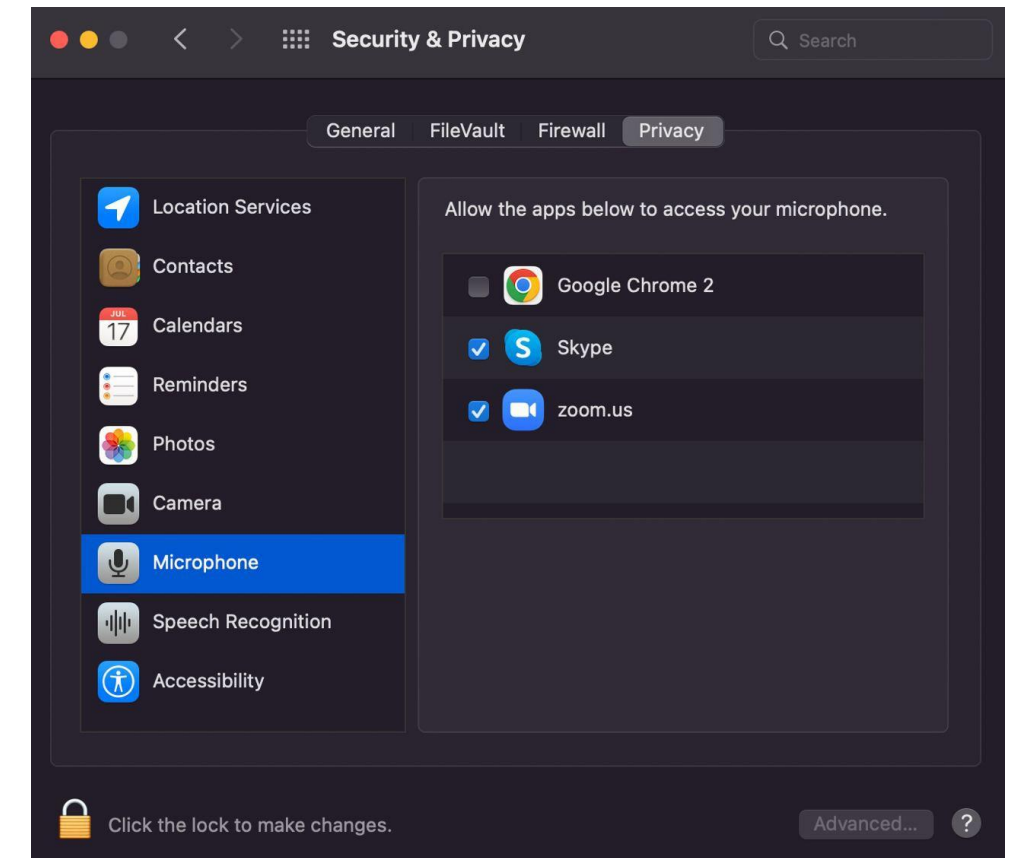 Security & Privacy
Search
General
FileVault
Firewall
Privacy
Location Services
Contacts
JUL
17
Calendars
Reminders
Photos
Camera
Microphone
Speech Recognition
Accessibility
Allow the apps below to access your microphone.
Google Chrome 2
S
Skype
zoom.us
Click the lock to make changes.
Advanced...
?